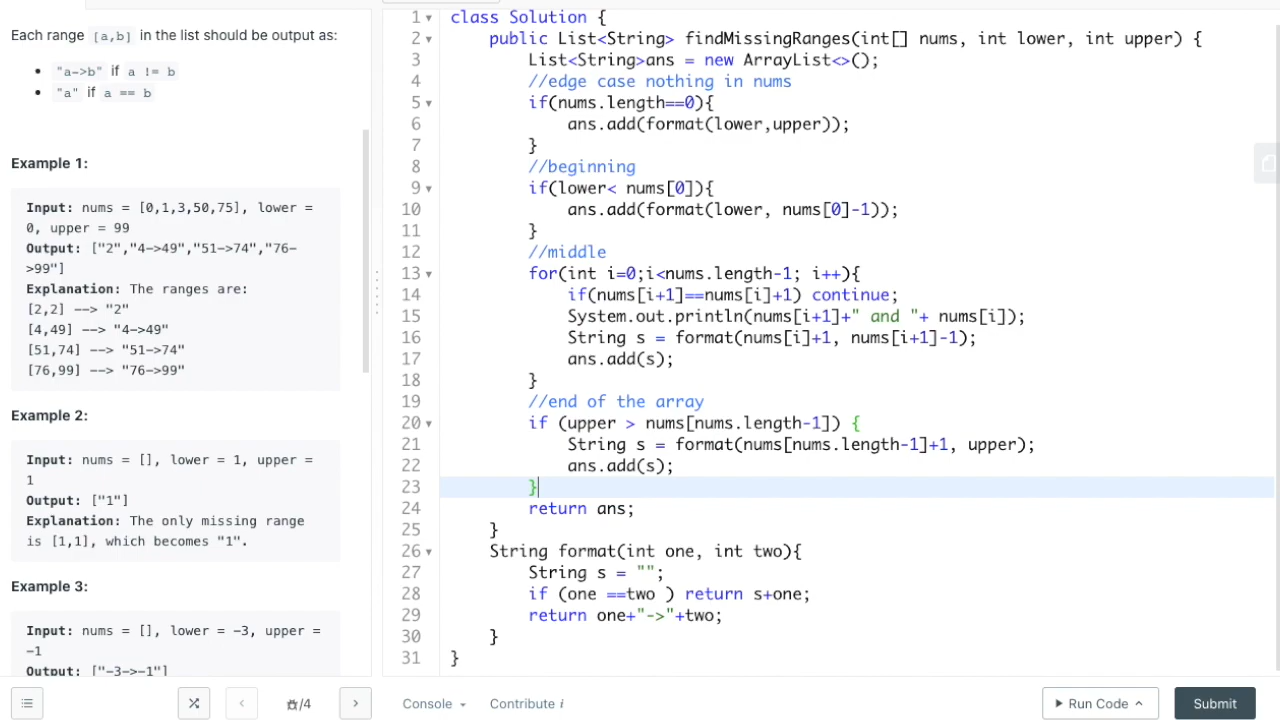 Each range [a,b] in the list should be output as:
• "a->b" if a != b
• "a" if a == b
Example 1:
Input: nums = [0,1,3,50,75], lower =
0, upper = 99
Output: ["2","4->49","51->74","76-
>99"]
Explanation: The ranges are:
[2,2] --> "2"
[4,49] --> "4->49"
[51,74] --> "51->74"
[76,99] --> "76->99"
Example 2:
Input: nums = [], lower = 1, upper =
1
Output: ["1"]
Explanation: The only missing range
is [1,1], which becomes "1".
Example 3:
Input: nums = [], lower = -3, upper =
-1
Output: ["-3->-1"]
/4
1 class Solution {
2 public List<String> findMissingRanges(int[] nums, int lower, int upper) {
3 List<String>ans = new ArrayList<>();
4 //edge case nothing in nums
5 if(nums.length==0){
6 ans.add(format(lower,upper));
7 }
8 //beginning
9 if(lower< nums[0]){
10 ans.add(format(lower, nums[0]-1));
11 }
12 //middle
13 for(int i=0;i<nums.length-1; i++){
14 if(nums[i+1]==nums[i]+1) continue;
15 System.out.println(nums[i+1]+" and "+ nums[i]);
16 String s = format(nums[i]+1, nums[i+1]-1);
17 ans.add(s);
18 }
19 //end of the array
20 if (upper > nums[nums.length-1]) {
21 String s = format(nums[nums.length-1]+1, upper);
22 ans.add(s);
23 }
24 return ans;
25 }
26 String format(int one, int two){
27 String s = "";
28 if (one ==two ) return s+one;
29 return one+"->"+two;
30 }
31 }
Console
Contribute i
Run Code
Submit